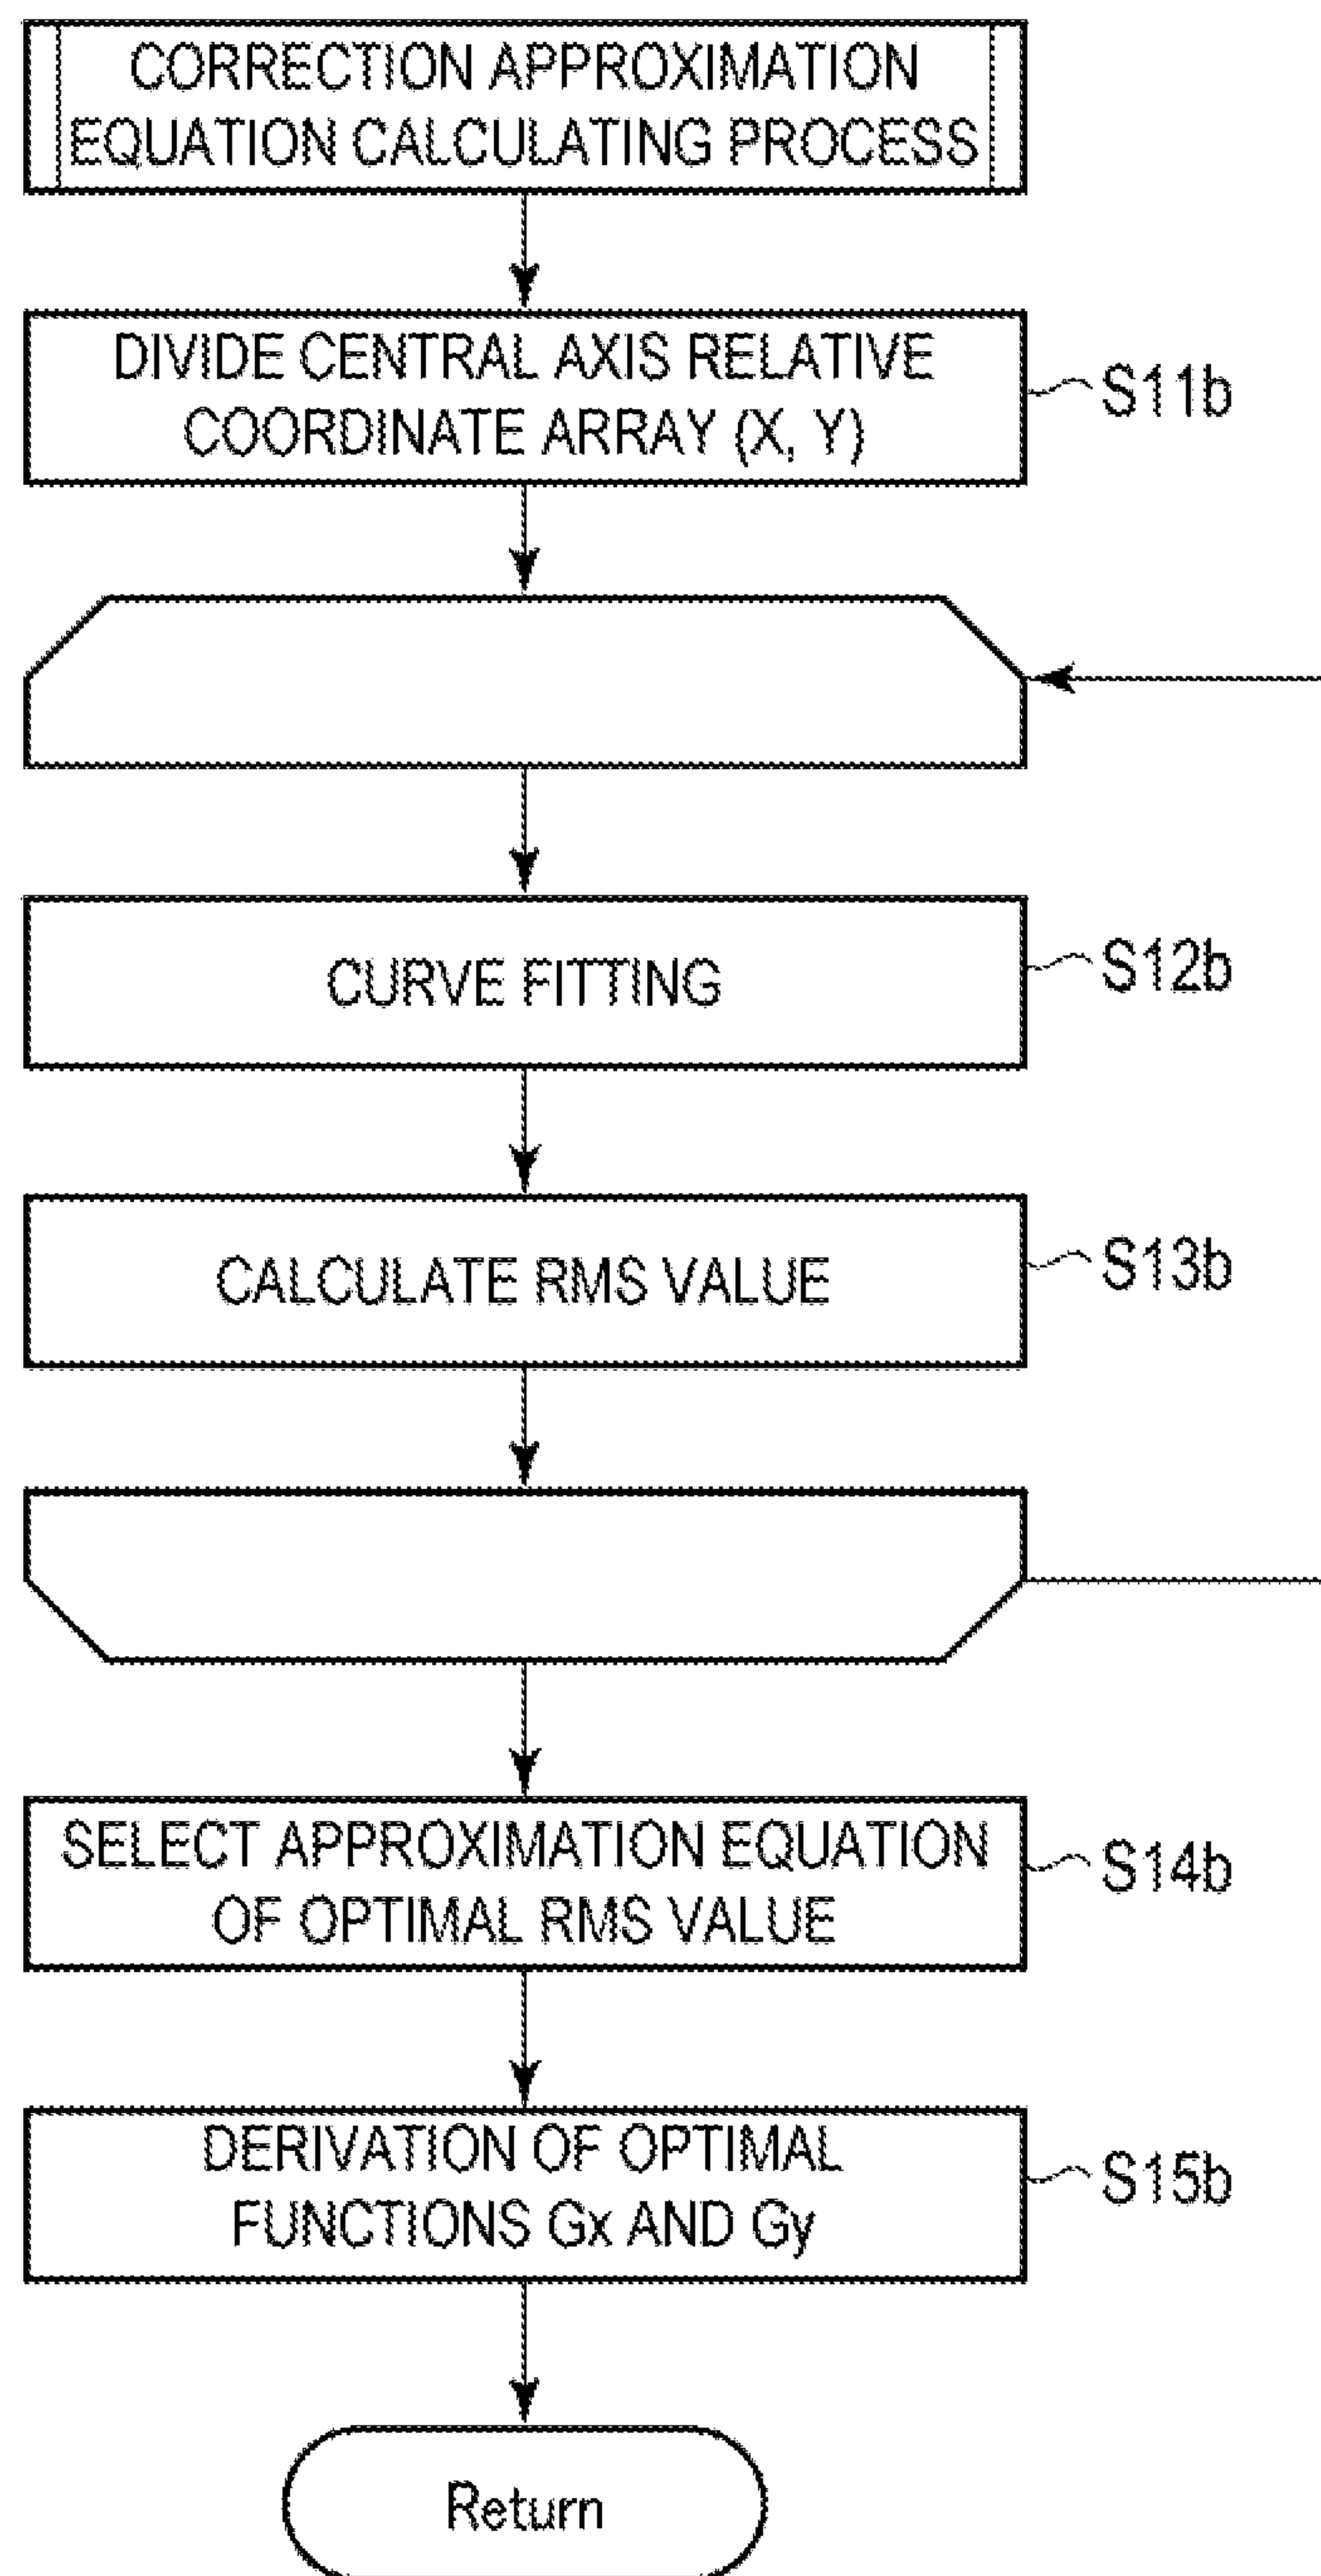 CORRECTION APPROXIMATION
EQUATION CALCULATING PROCESS
DIVIDE CENTRAL AXIS RELATIVE
COORDINATE ARRAY (X, Y)
S11b
CURVE FITTING
S12b
CALCULATE RMS VALUE
S13b
SELECT APPROXIMATION EQUATION
OF OPTIMAL RMS VALUE
S14b
DERIVATION OF OPTIMAL
FUNCTIONS Gx AND Gy
S15b
Return